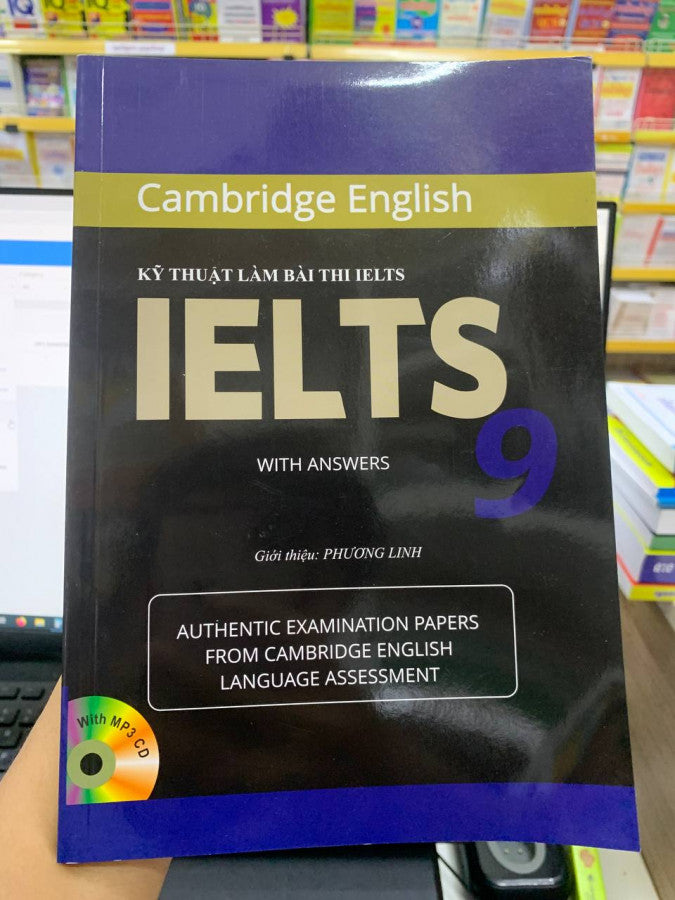 Cambridge English
KỸ THUẬT LÀM BÀI THI IELTS
IELTS
9
WITH ANSWERS
Giới thiệu: PHƯƠNG LINH
AUTHENTIC EXAMINATION PAPERS
FROM CAMBRIDGE ENGLISH
LANGUAGE ASSESSMENT
With MP3 CD